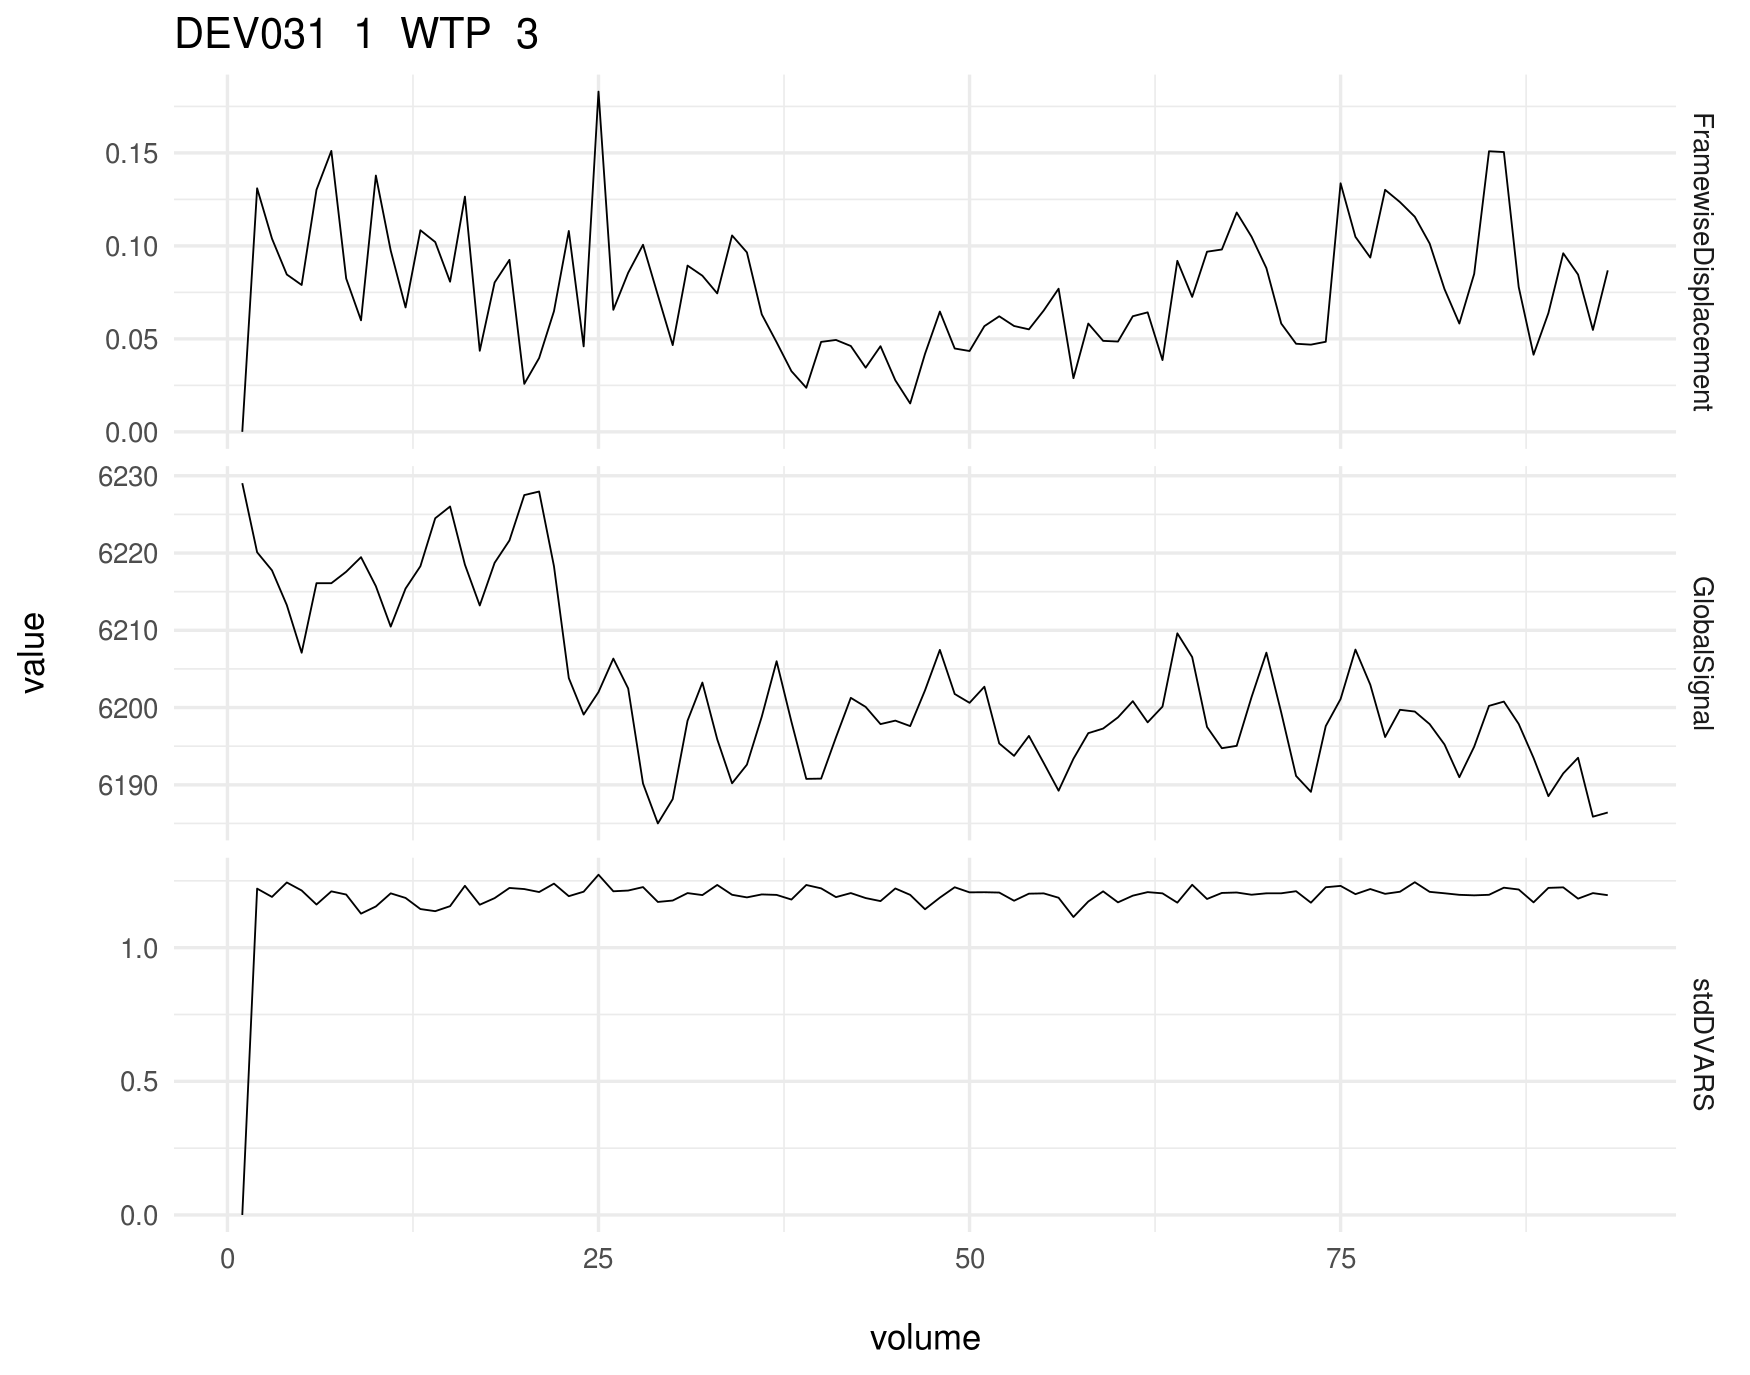 DEV031 1 WTP 3
0.15
0.10
0.05
0.00
FramewiseDisplacement
6230
6220
6210
6200
6190
GlobalSignal
value
1.0
0.5
0.0
stdDVARS
0 25 50 75
volume